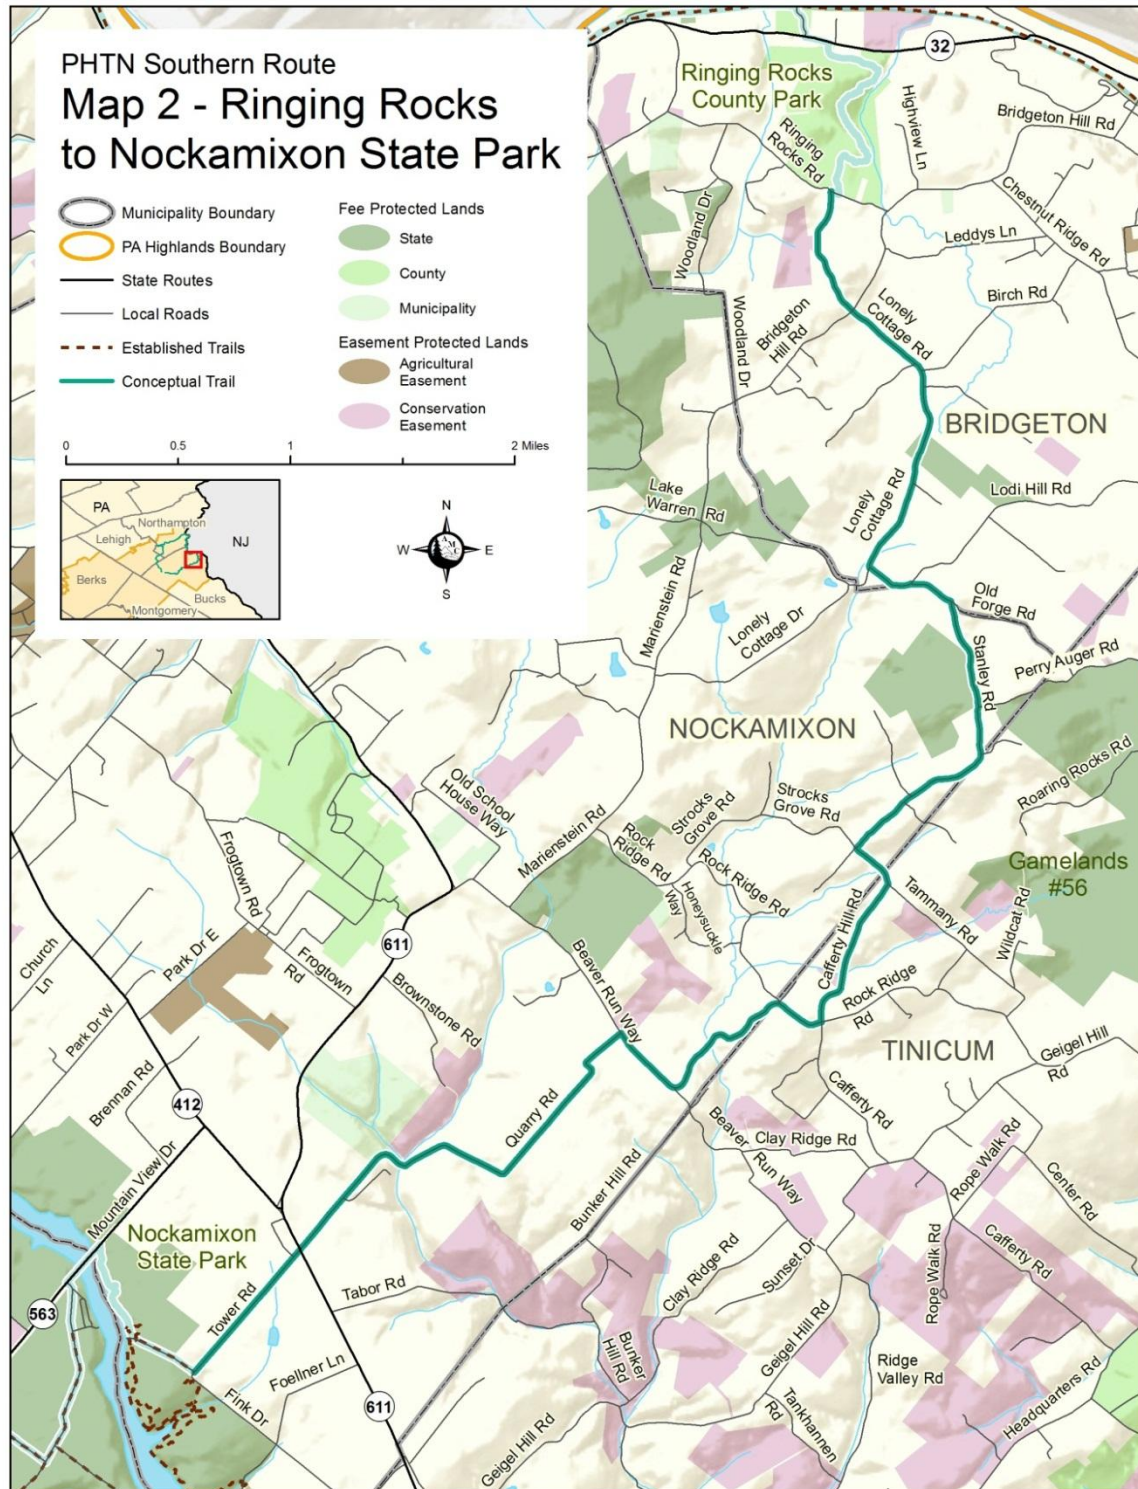 PHTN Southern Route
Map 2 - Ringing Rocks
to Nockamixon State Park
Municipality Boundary
PA Highlands Boundary
State Routes
Local Roads
Established Trails
Conceptual Trail
Fee Protected Lands
State
County
Municipality
Easement Protected Lands
Agricultural
Easement
Conservation
Easement
0
0.5
1
2 Miles
PA
NJ
Northampton
Lehigh
Berks
Bucks
Montgomery
N
W
E
S
AMC
32
Ringing Rocks
County Park
Ringing
Rocks Rd
Highview Ln
Bridgeton Hill Rd
Chestnut Ridge Rd
Leddys Ln
Woodland Dr
Birch Rd
Lonely
Cottage Rd
Bridgeton
Hill Rd
Woodland Dr
BRIDGETON
Lonely
Cottage Rd
Lodi Hill Rd
Lake
Warren Rd
Marienstein Rd
Lonely
Cottage Dr
Old
Forge Rd
Stanley Rd
Perry Auger Rd
NOCKAMIXON
Roaring Rocks Rd
Old School
House Way
Strocks
Grove Rd
Strocks
Grove Rd
Marienstein Rd
Rock
Ridge Rd
Rock Ridge Rd
Honeysuckle
Way
Gamelands
#56
Tammany Rd
Wildcat Rd
Cafferty Hill Rd
Frogtown Rd
611
Church
Ln
Park Dr E
Frogtown
Rd
Beaver Run Way
Brownstone Rd
Rock Ridge
Rd
Park Dr W
TINICUM
Geigel Hill
Rd
Brennan Rd
412
Quarry Rd
Cafferty Rd
Beaver
Run Way
Clay Ridge Rd
Rope Walk Rd
Center Rd
Mountain View Dr
Bunker Hill Rd
Nockamixon
State Park
Clay Ridge Rd
Sunset Dr
Rope Walk Rd
Cafferty Rd
Tabor Rd
563
Tower Rd
Geigel Hill Rd
Bunker
Hill Rd
Ridge
Valley Rd
Foellner Ln
Headquarters Rd
Fink Dr
611
Tankhannen
Rd
Geigel Hill Rd